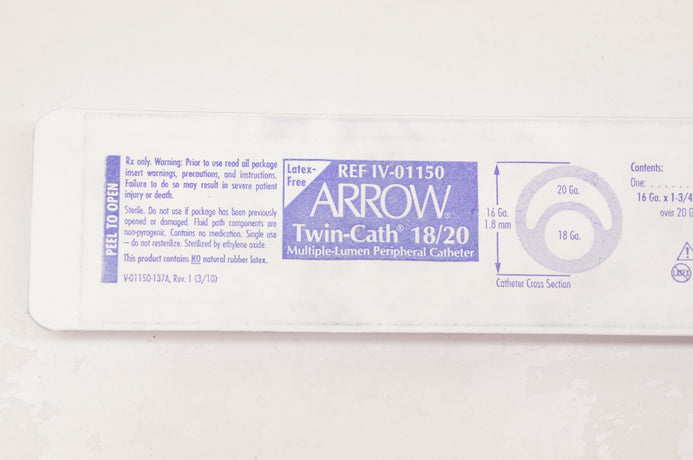 PEEL TO OPEN
Rx only. Warning: Prior to use read all package
insert warnings, precautions, and instructions.
Failure to do so may result in severe patient
injury or death.
Sterile. Do not use if package has been previously
opened or damaged. Fluid path components are
non-pyrogenic. Contains no medication. Single use
– do not resterilize. Sterilized by ethylene oxide.
This product contains NO natural rubber latex.
V-01150-137A, Rev. 1 (3/10)
Latex-
Free
REF IV-01150
ARROW®
Twin-Cath® 18/20
Multiple-Lumen Peripheral Catheter
16 Ga.
1.8 mm
20 Ga.
18 Ga.
Catheter Cross Section
Contents:
One: . . . . . .
16 Ga. x 1-3/4
over 20 G
LATEX